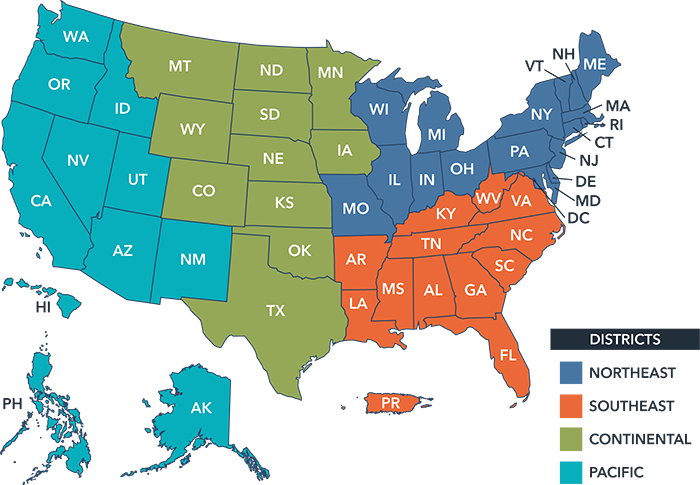 WA
OR
ID
NV
CA
UT
AZ
NM
MT
ND
MN
WY
SD
IA
NE
CO
KS
OK
TX
WI
MI
IL
IN
OH
MO
PA
NY
VT
NH
ME
MA
RI
CT
NJ
DE
MD
DC
WV
VA
KY
TN
NC
SC
AR
LA
MS
AL
GA
FL
HI
PH
AK
PR
DISTRICTS
NORTHEAST
SOUTHEAST
CONTINENTAL
PACIFIC